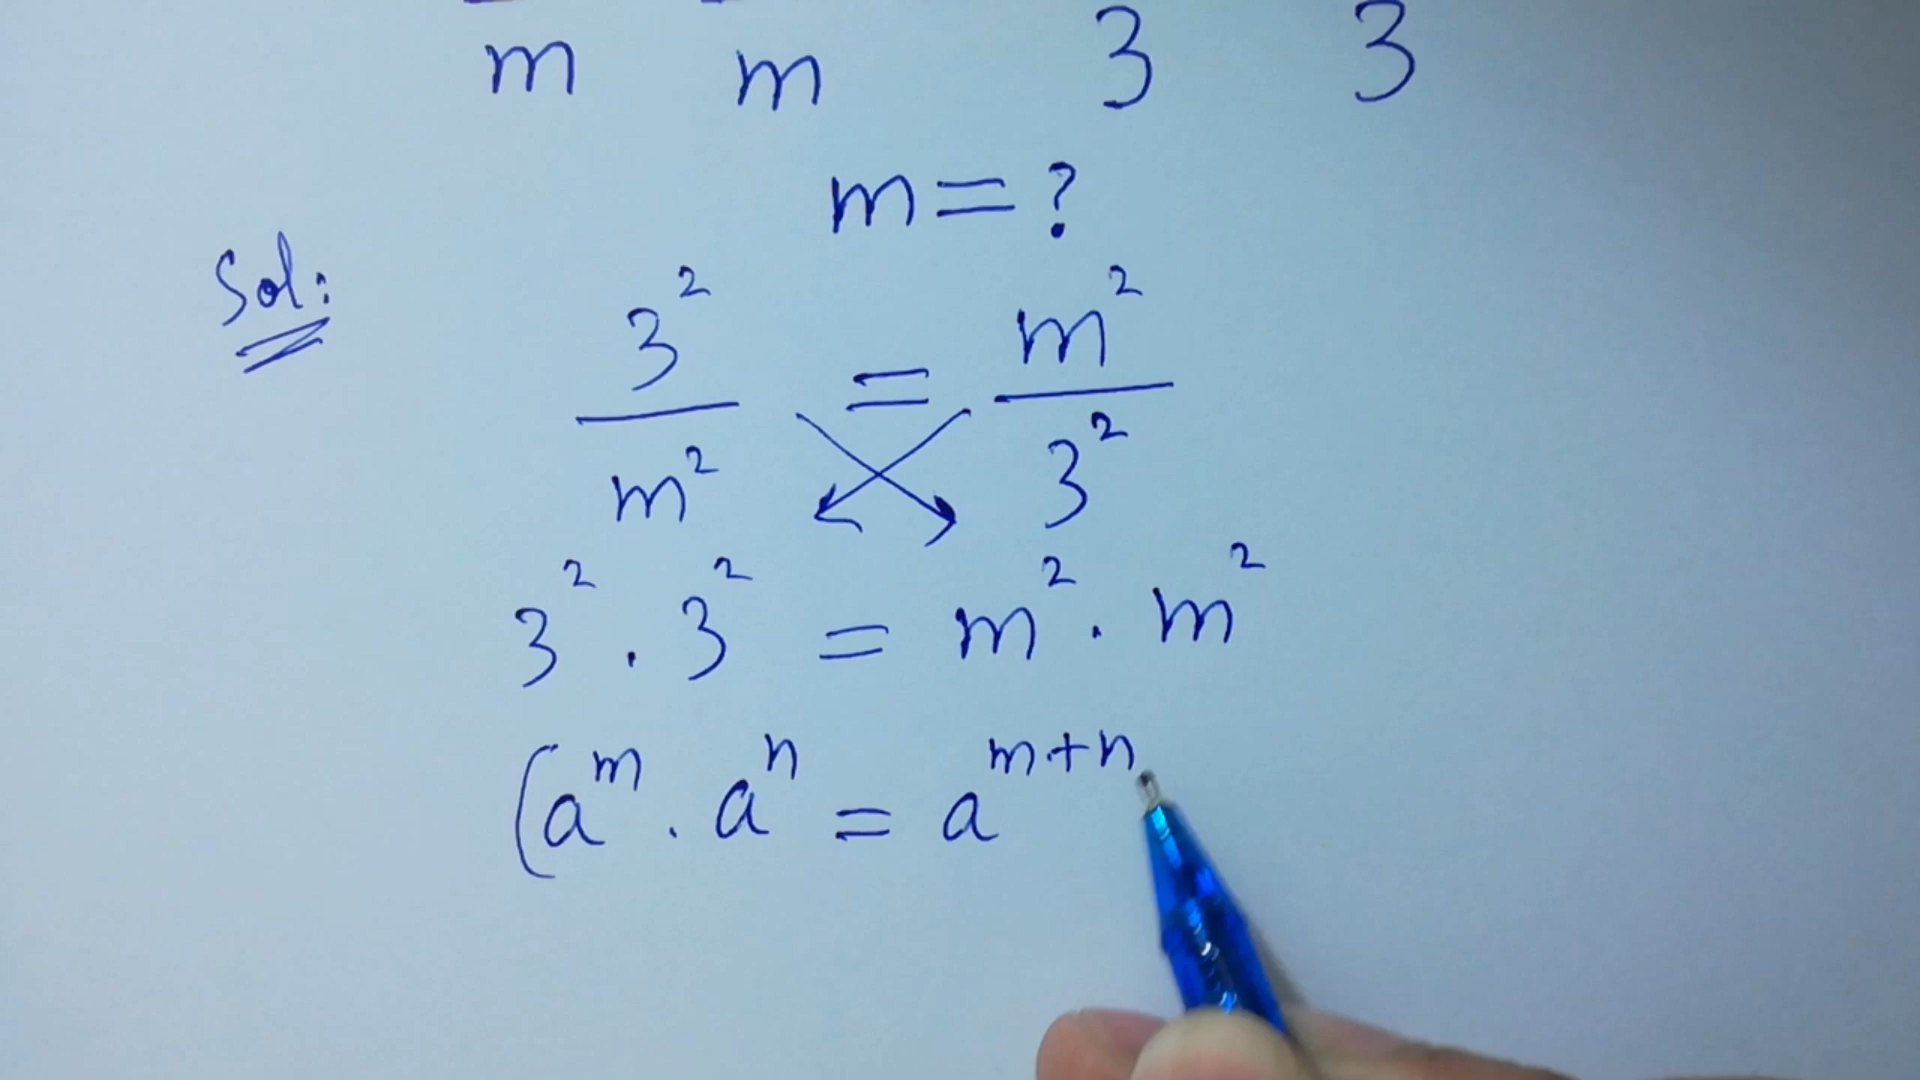 m m 3 3
m = ?
Sol:
3² / m² = m² / 3²
3² . 3² = m² . m²
(aᵐ . aⁿ = aᵐ⁺ⁿ